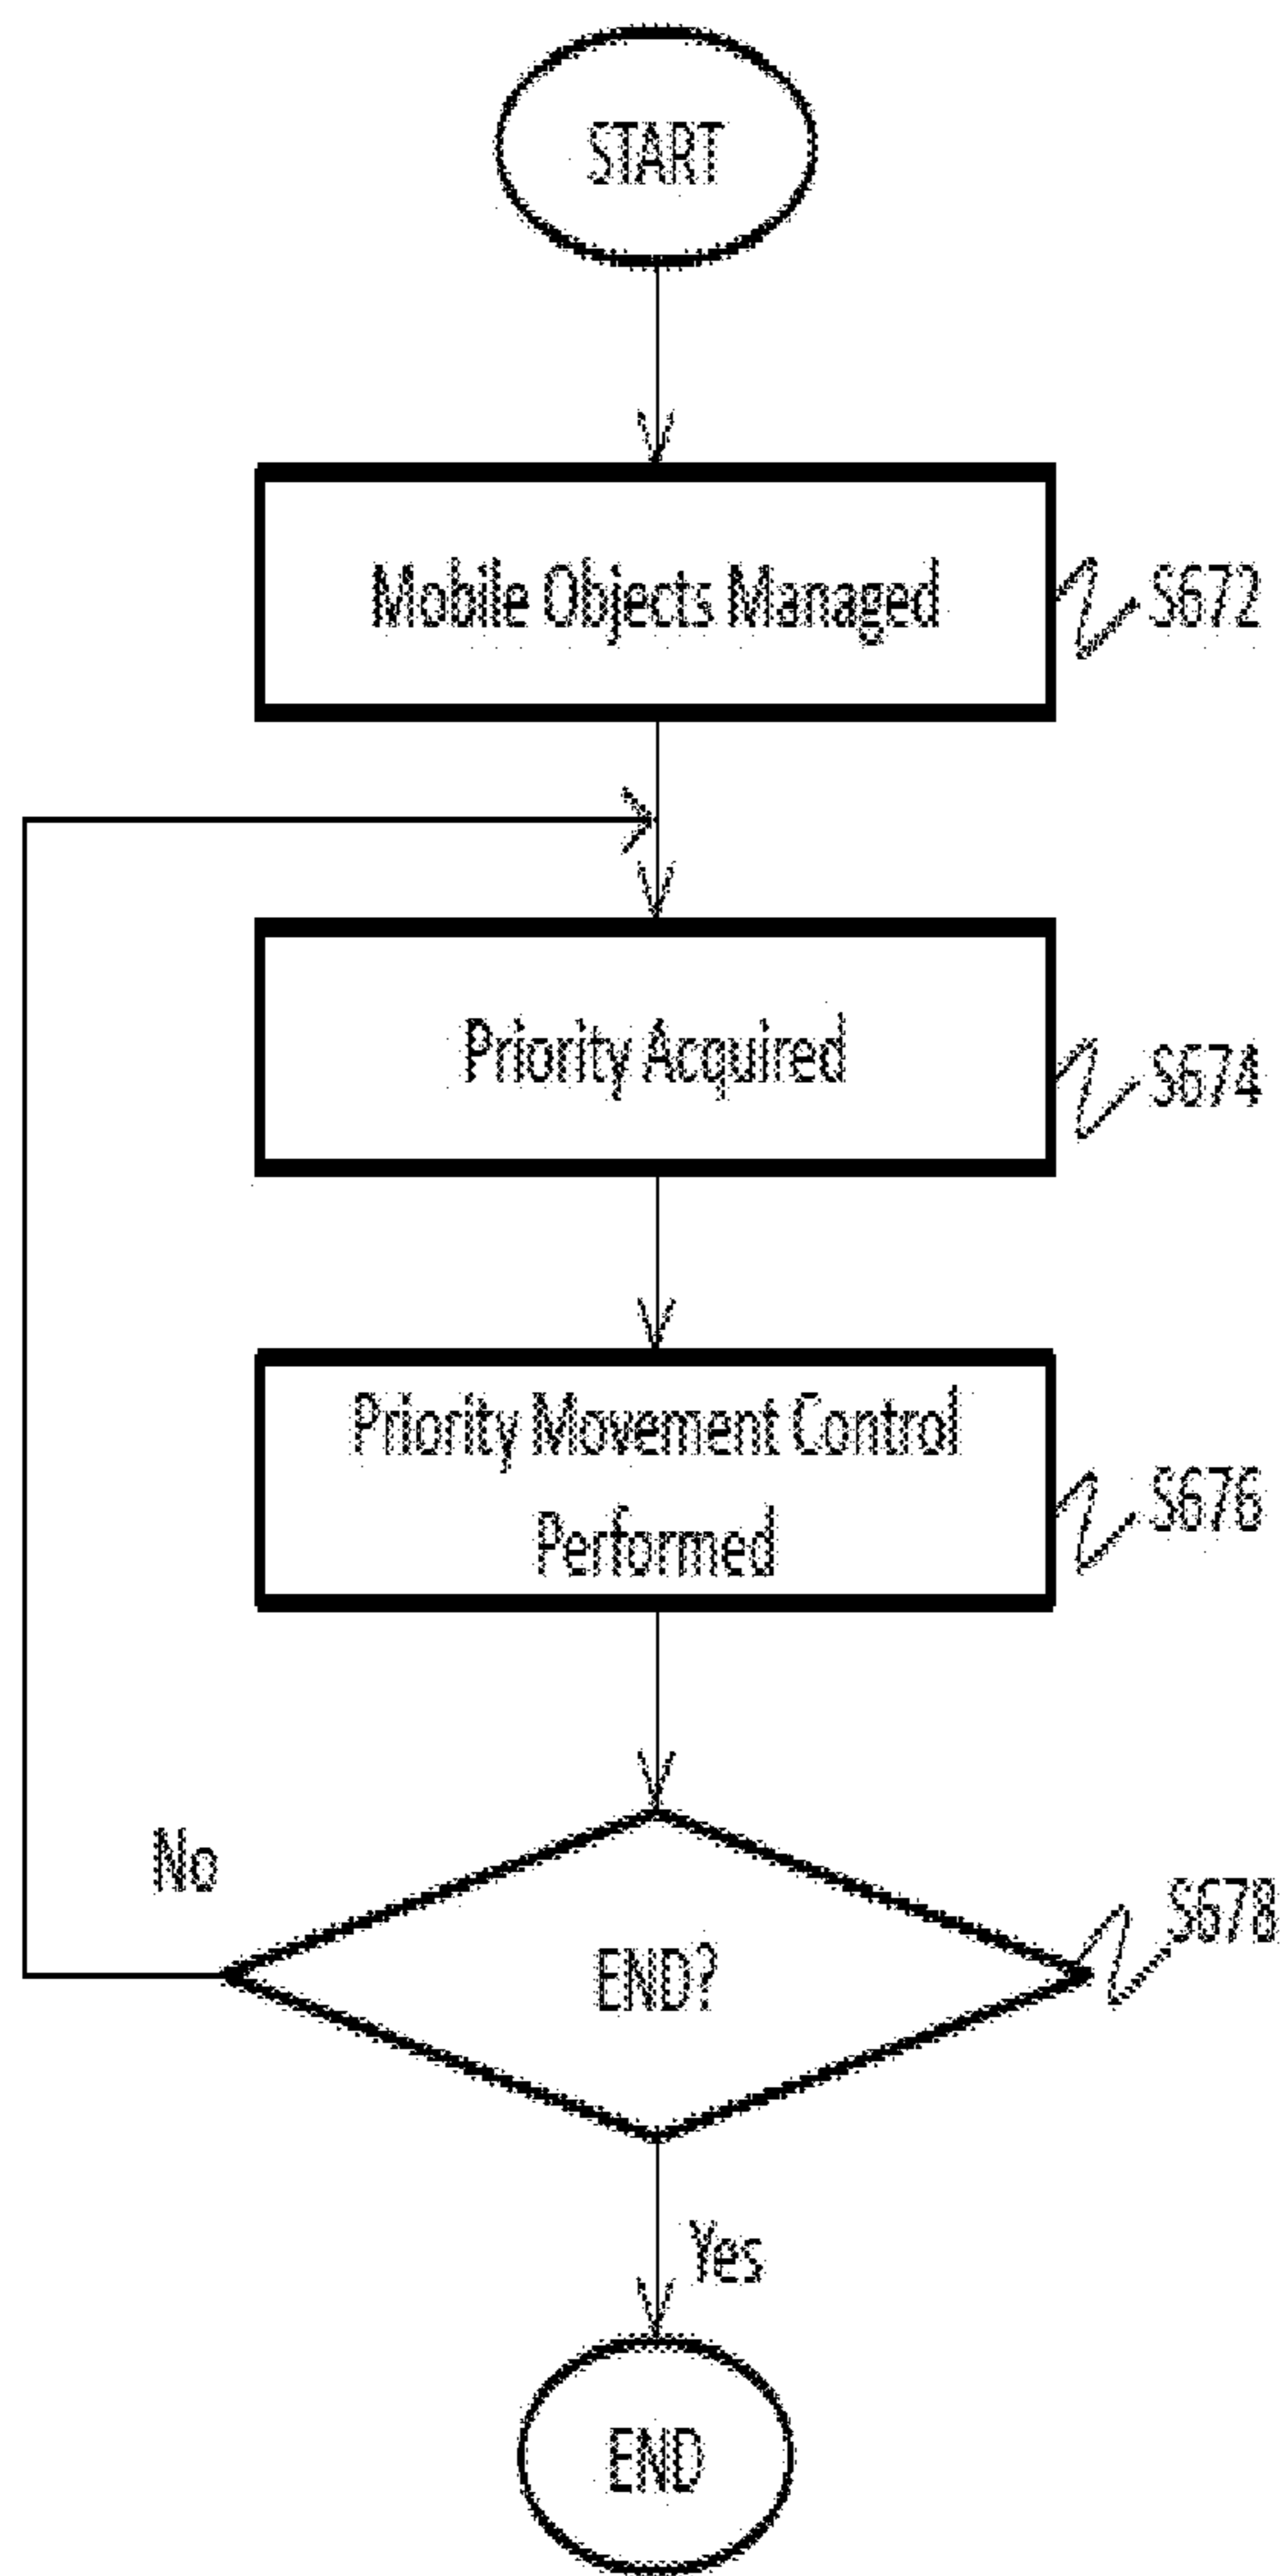 START
Mobile Objects Managed
S672
Priority Acquired
S674
Priority Movement Control
Performed
S676
No
END?
S678
Yes
END